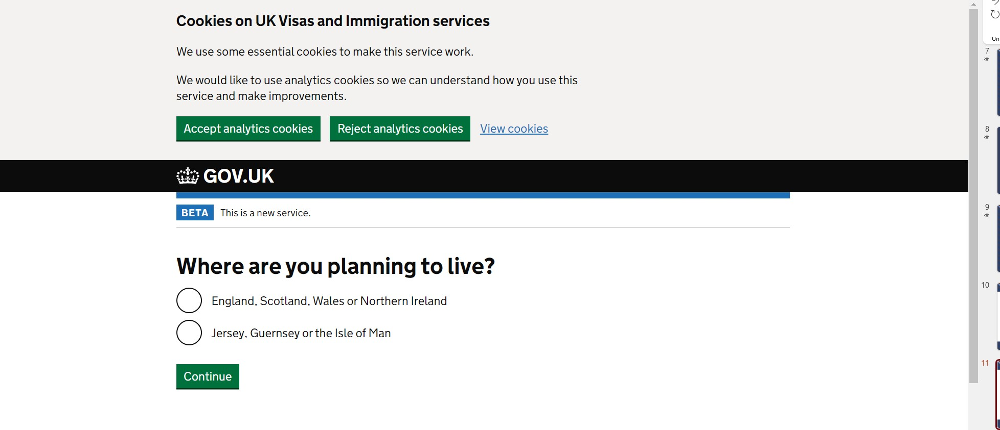 Cookies on UK Visas and Immigration services
We use some essential cookies to make this service work.
We would like to use analytics cookies so we can understand how you use this
service and make improvements.
Accept analytics cookies
Reject analytics cookies
View cookies
GOV.UK
BETA
This is a new service.
Where are you planning to live?
England, Scotland, Wales or Northern Ireland
Jersey, Guernsey or the Isle of Man
Continue
Un
7
8
9
10
11